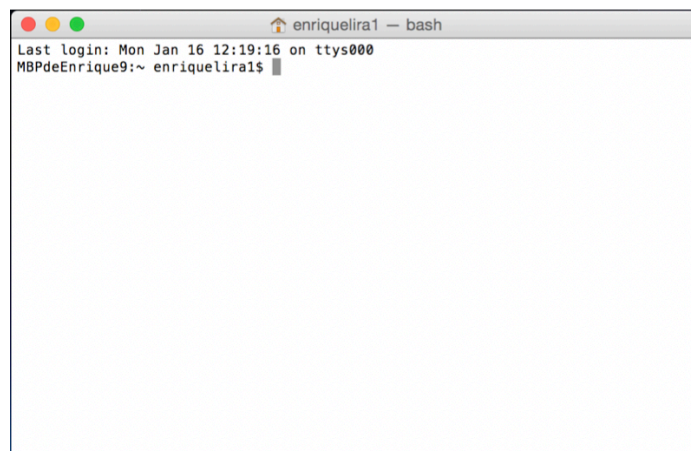 enriquelira1 — bash
Last login: Mon Jan 16 12:19:16 on ttys000
MBPdeEnrique9:~ enriquelira1$